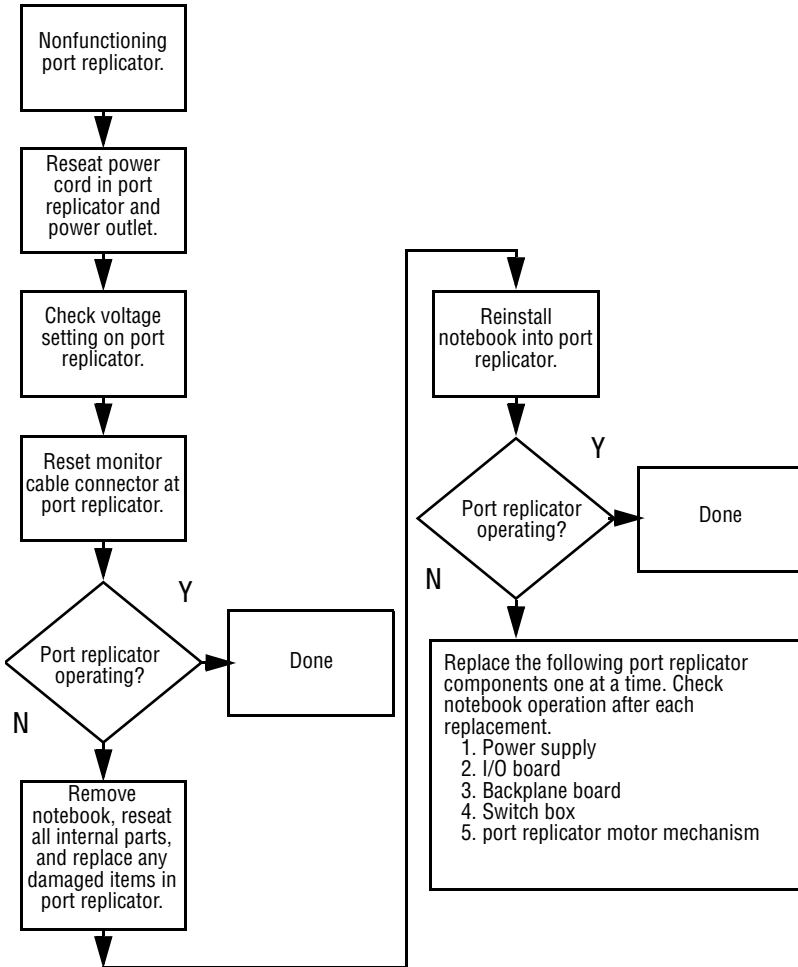 Nonfunctioning
port replicator.
Reseat power
cord in port
replicator and
power outlet.
Check voltage
setting on port
replicator.
Reset monitor
cable connector at
port replicator.
Port replicator
operating?
Y
Done
N
Remove
notebook, reseat
all internal parts,
and replace any
damaged items in
port replicator.
Reinstall
notebook into port
replicator.
Port replicator
operating?
Y
Done
N
Replace the following port replicator
components one at a time. Check
notebook operation after each
replacement.
1. Power supply
2. I/O board
3. Backplane board
4. Switch box
5. port replicator motor mechanism